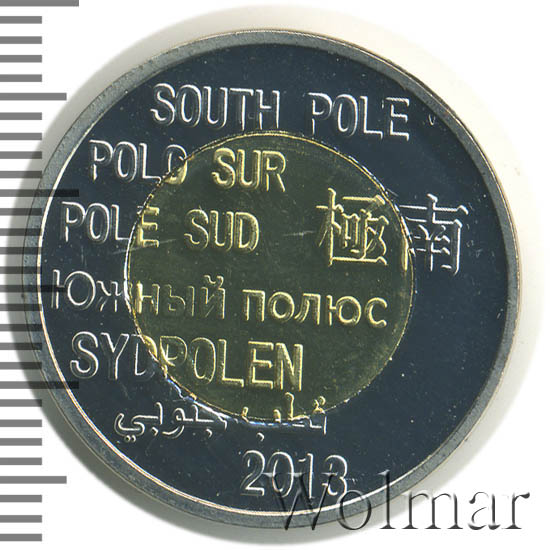 SOUTH POLE
POLO SUR
POLE SUD 極南
Южный полюс
SYDPOLEN
قطب جنوبي
2013
Wolmar